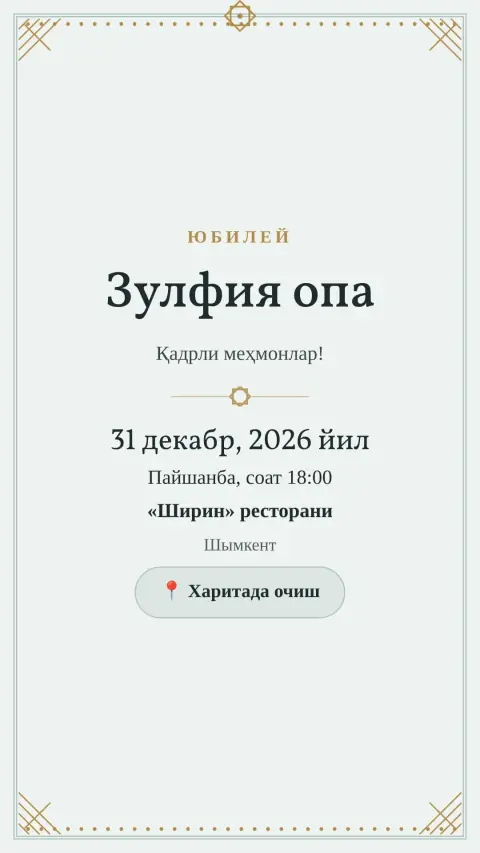 ЮБИЛЕЙ
Зулфия опа
Қадрли меҳмонлар!
31 декабр, 2026 йил
Пайшанба, соат 18:00
«Ширин» ресторани
Шымкент
📍 Харитада очиш